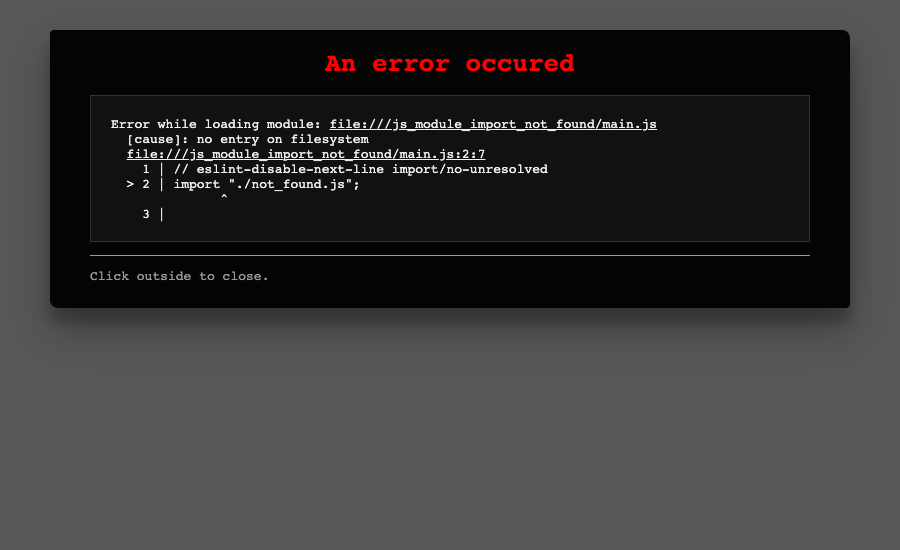 An error occured
Error while loading module: file:///js_module_import_not_found/main.js
[cause]: no entry on filesystem
file:///js_module_import_not_found/main.js:2:7
1 | // eslint-disable-next-line import/no-unresolved
> 2 | import "./not_found.js";
^
3 |
Click outside to close.